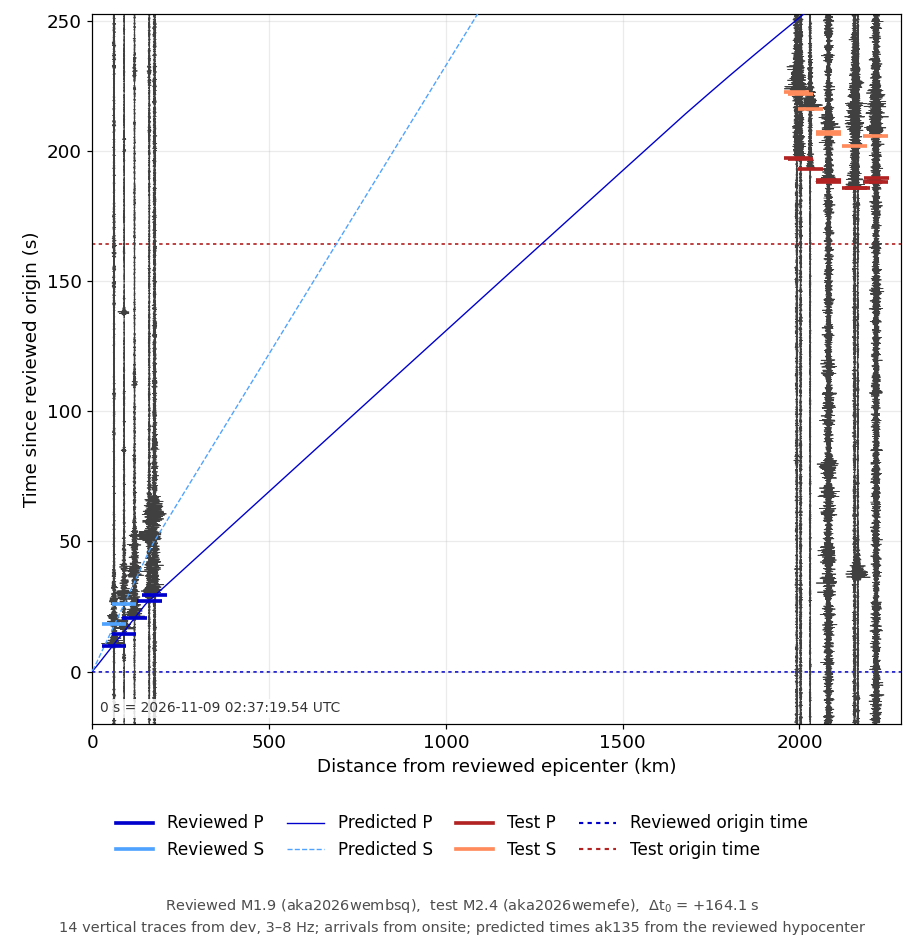 250
200
150
100
50
0
Time since reviewed origin (s)
0 s = 2026-11-09 02:37:19.54 UTC
0 500 1000 1500 2000
Distance from reviewed epicenter (km)
Reviewed P Predicted P Test P Reviewed origin time
Reviewed S Predicted S Test S Test origin time
Reviewed M1.9 (aka2026wembsq), test M2.4 (aka2026wemefe), Δt₀ = +164.1 s
14 vertical traces from dev, 3–8 Hz; arrivals from onsite; predicted times ak135 from the reviewed hypocenter